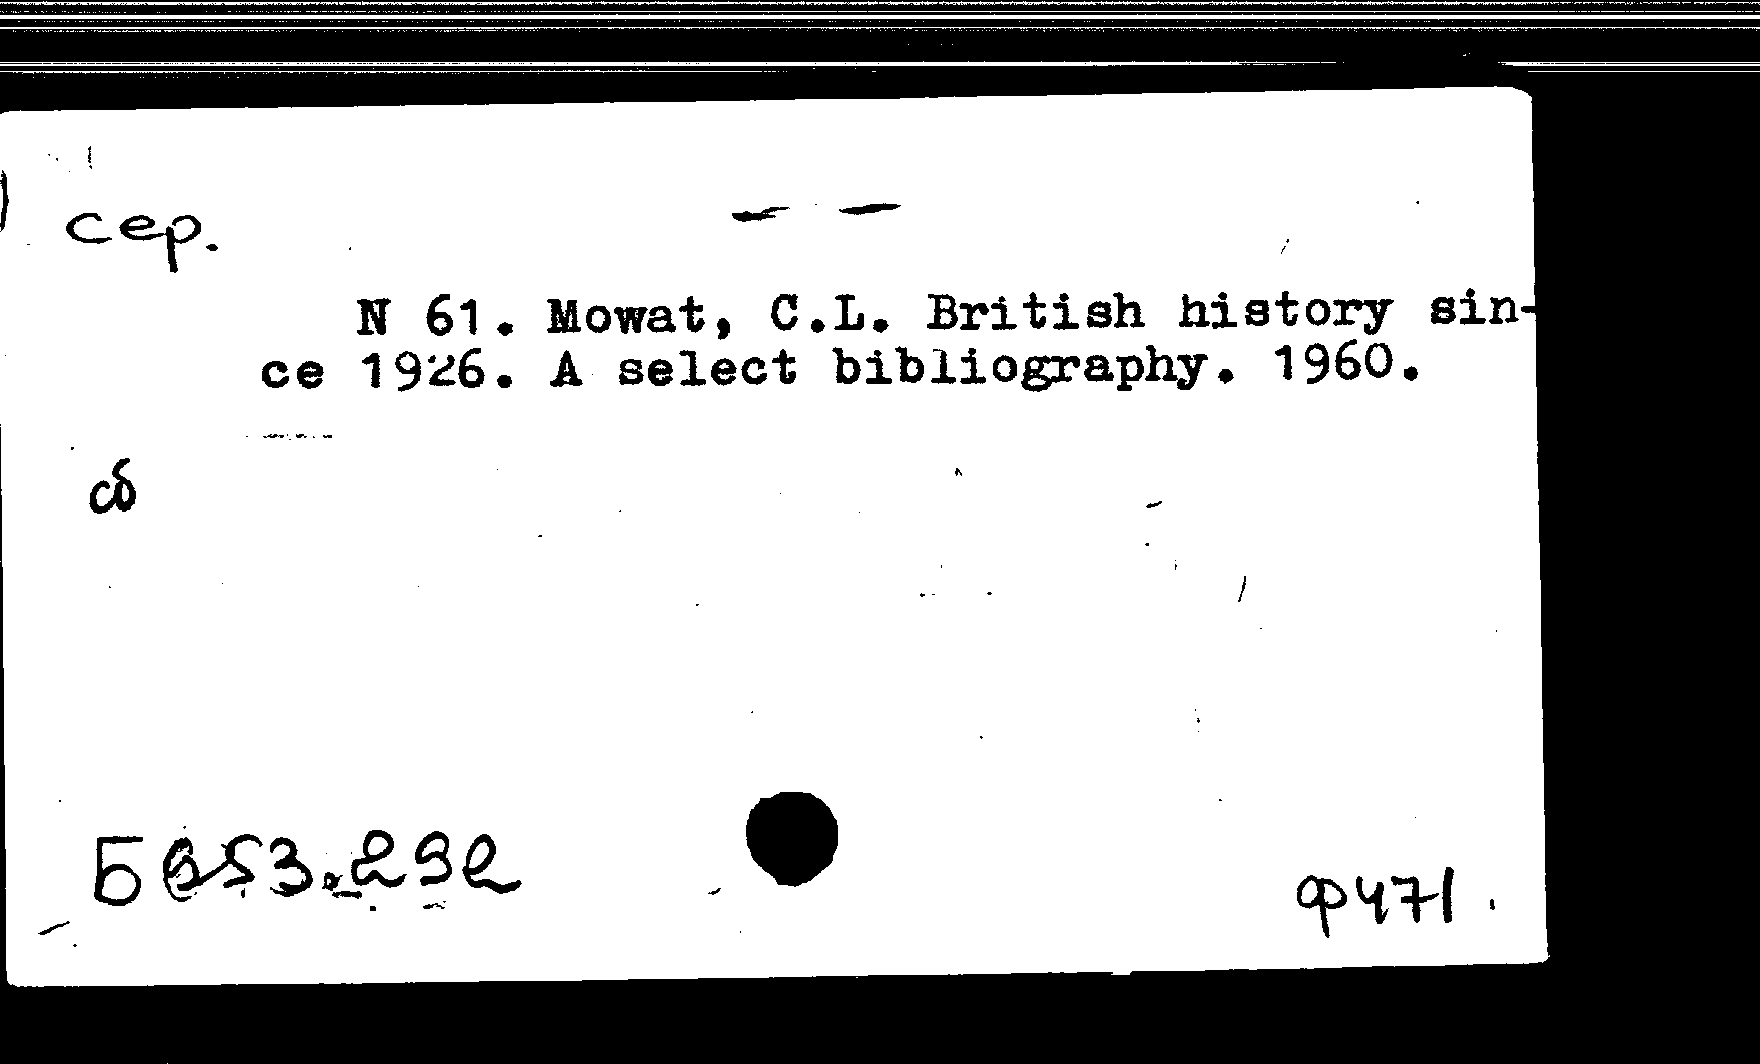 сер.
N 61. Mowat, C.L. British history sin-
ce 1926. A select bibliography. 1960.
сб
Ф471